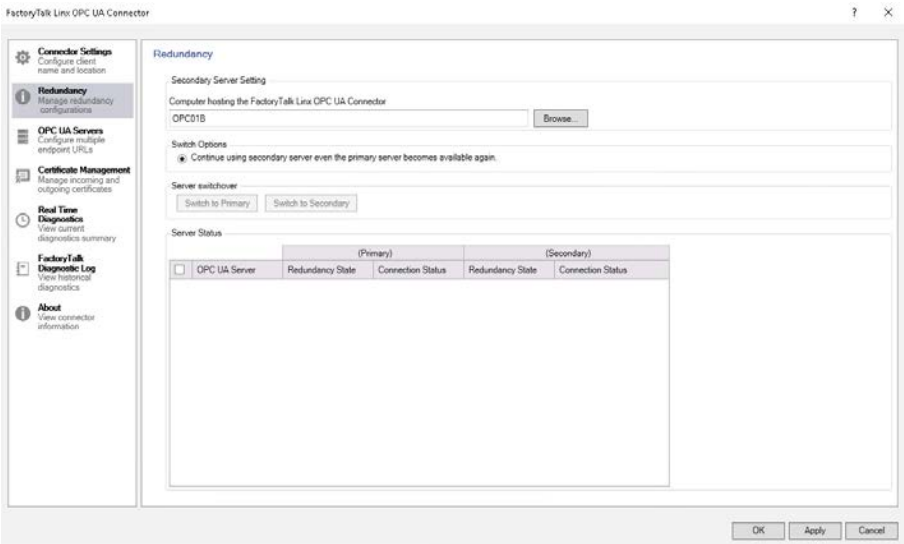 FactoryTalk Linx OPC UA Connector
?
Connector Settings
Configure client
name and location
Redundancy
Manage redundancy
configurations
OPC UA Servers
Configure multiple
endpoint URLs
Certificate Management
Manage incoming and
outgoing certificates
Real Time
Diagnostics
View current
diagnostics summary
FactoryTalk
Diagnostic Log
View historical
diagnostics
About
View connector
information
Redundancy
Secondary Server Setting
Computer hosting the FactoryTalk Linx OPC UA Connector
OPC01B
Browse...
Switch Options
Continue using secondary server even the primary server becomes available again.
Server switchover
Switch to Primary
Switch to Secondary
Server Status
(Primary) (Secondary)
OPC UA Server Redundancy State Connection Status Redundancy State Connection Status
OK Apply Cancel